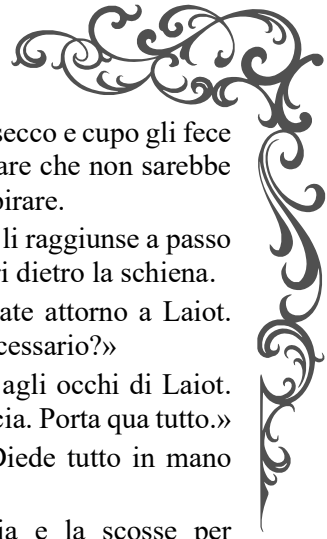 secco e cupo gli fece
are che non sarebbe
pirare.
li raggiunse a passo
ri dietro la schiena.
ate attorno a Laiot.
cessario?»
agli occhi di Laiot.
cia. Porta qua tutto.»
Diede tutto in mano
ia e la scosse per